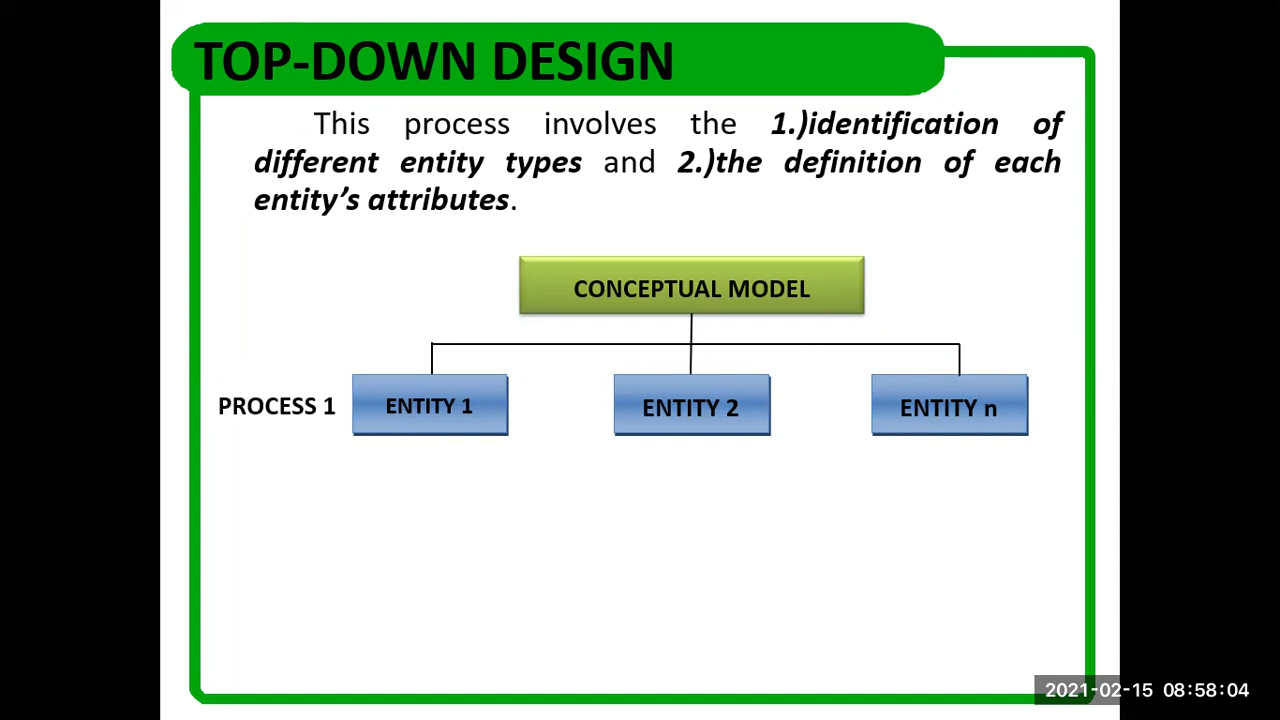 TOP-DOWN DESIGN
This process involves the 1.)identification of
different entity types and 2.)the definition of each
entity’s attributes.
CONCEPTUAL MODEL
PROCESS 1 ENTITY 1 ENTITY 2 ENTITY n
2021-02-15 08:58:04